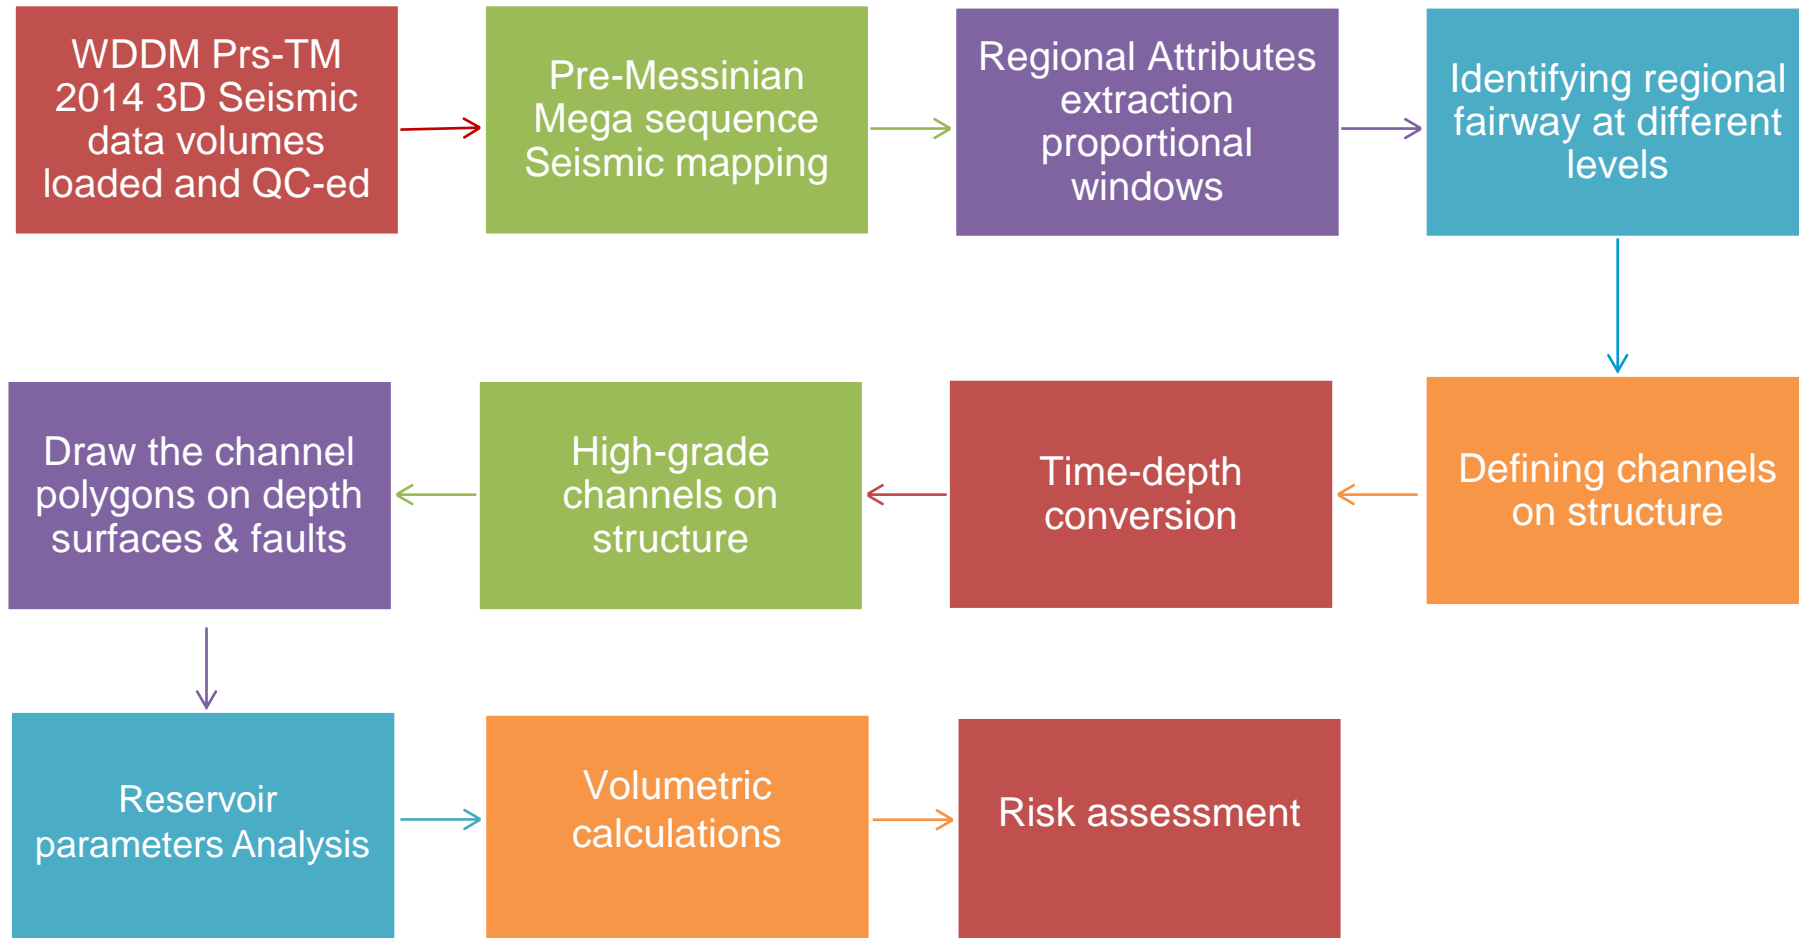 WDDM Prs-TM
2014 3D Seismic
data volumes
loaded and QC-ed
Pre-Messinian
Mega sequence
Seismic mapping
Regional Attributes
extraction
proportional
windows
Identifying regional
fairway at different
levels
Defining channels
on structure
Time-depth
conversion
High-grade
channels on
structure
Draw the channel
polygons on depth
surfaces & faults
Reservoir
parameters Analysis
Volumetric
calculations
Risk assessment